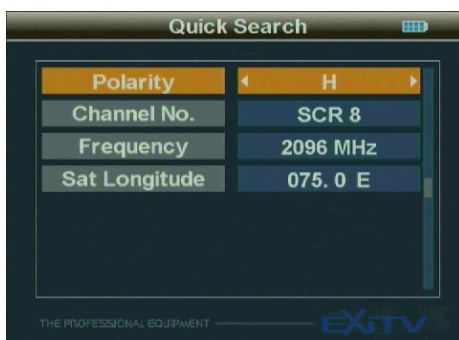 Quick Search
Polarity H
Channel No. SCR 8
Frequency 2096 MHz
Sat Longitude 075. 0 E
THE PROFESSIONAL EQUIPMENT EXiTV